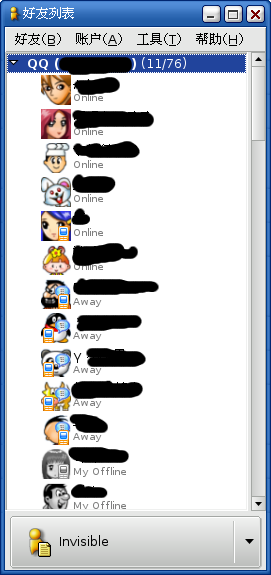 好友列表
好友(B) 账户(A) 工具(T) 帮助(H)
QQ ( ) (11/76)
Online
Online
Online
Online
Online
Online
Away
Away
Y
Away
Away
Away
My Offline
My Offline
Invisible